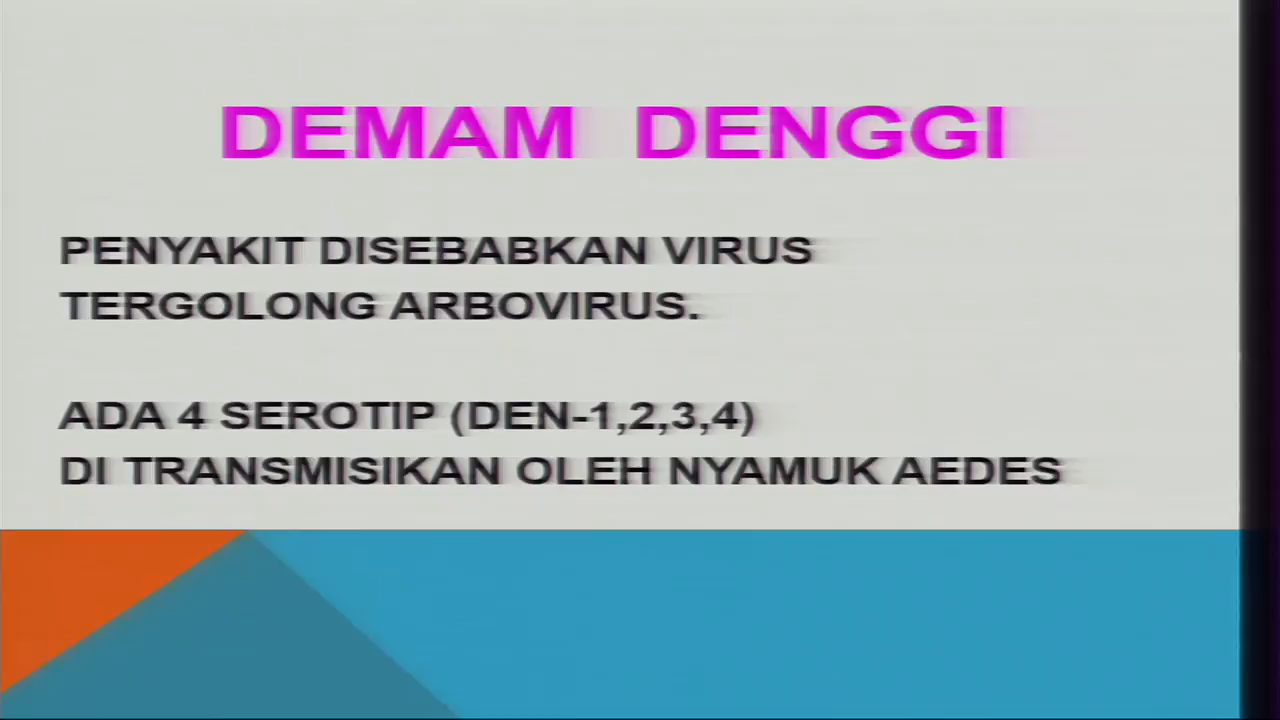 DEMAM DENGGI
PENYAKIT DISEBABKAN VIRUS
TERGOLONG ARBOVIRUS.
ADA 4 SEROTIP (DEN-1,2,3,4)
DI TRANSMISIKAN OLEH NYAMUK AEDES